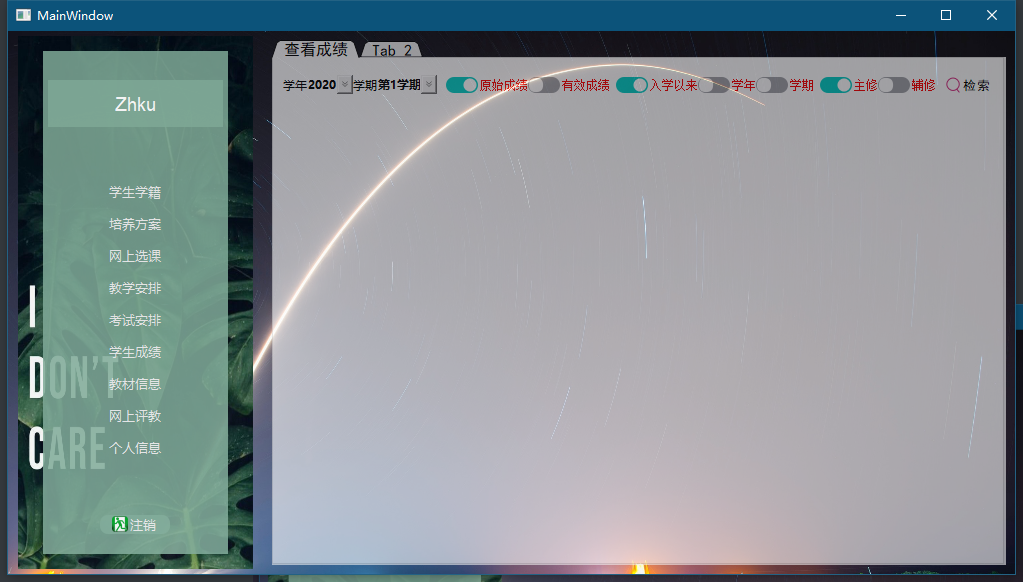 MainWindow
查看成绩 Tab 2
学年2020 学期第1学期 原始成绩 有效成绩 入学以来 学年 学期 主修 辅修 检索
Zhku
学生学籍
培养方案
网上选课
教学安排
考试安排
学生成绩
教材信息
网上评教
个人信息
I
DON'T
CARE
注销